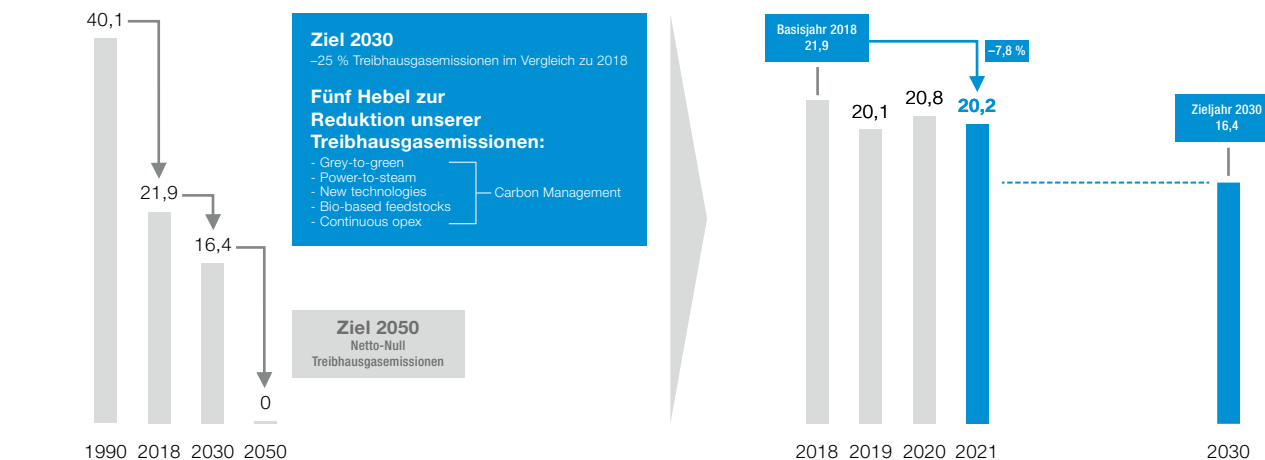 40,1
21,9
16,4
0
1990 2018 2030 2050
Ziel 2030
–25 % Treibhausgasemissionen im Vergleich zu 2018
Fünf Hebel zur
Reduktion unserer
Treibhausgasemissionen:
- Grey-to-green
- Power-to-steam
- New technologies
- Bio-based feedstocks
- Continuous opex
Carbon Management
Ziel 2050
Netto-Null
Treibhausgasemissionen
Basisjahr 2018
21,9
–7,8 %
20,1
20,8
20,2
Zieljahr 2030
16,4
2018 2019 2020 2021 2030